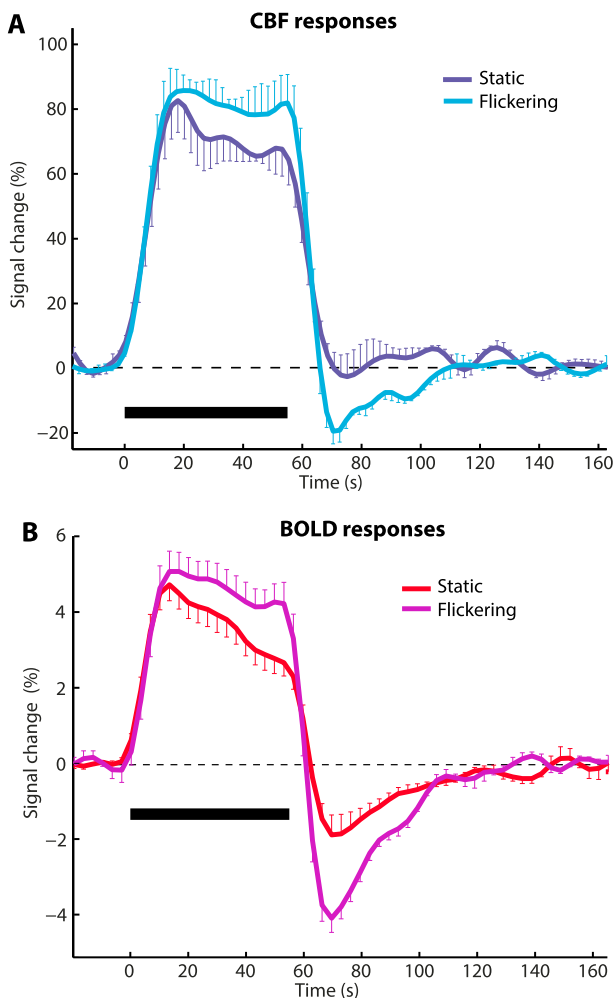 A
CBF responses
100
80
60
40
20
0
−20
Signal change (%)
Static
Flickering
0 20 40 60 80 100 120 140 160
Time (s)
B
BOLD responses
6
4
2
0
−2
−4
Signal change (%)
Static
Flickering
0 20 40 60 80 100 120 140 160
Time (s)